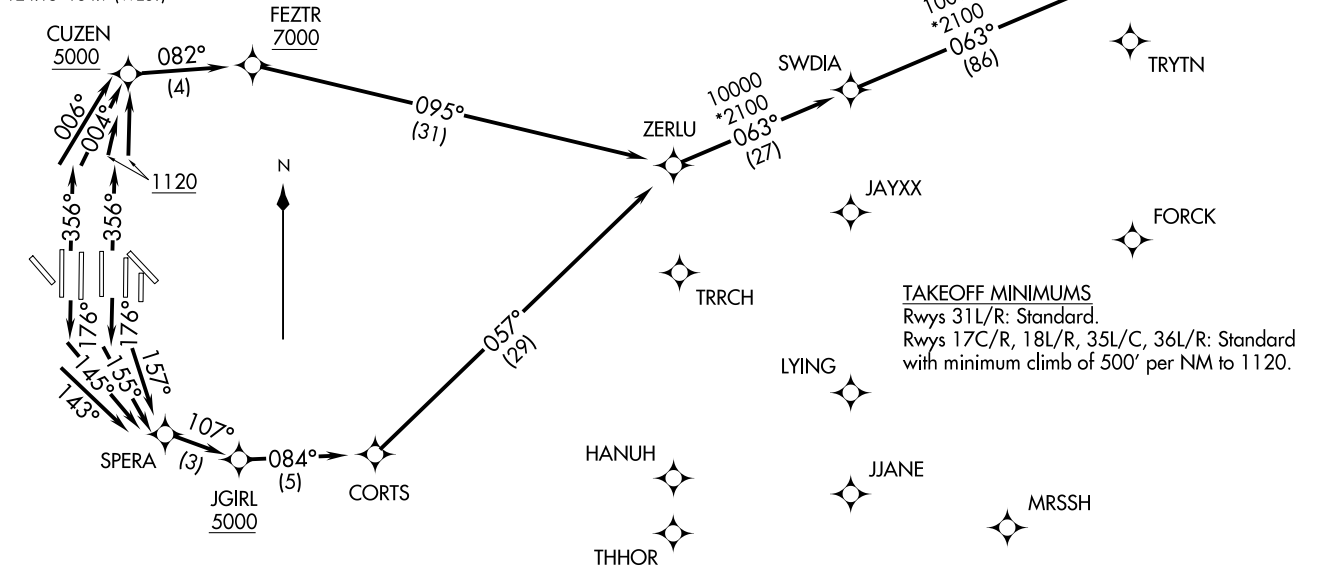 CUZEN
5000
FEZTR
7000
082°
(4)
006°
004°
1120
095°
(31)
ZERLU
10000
*2100
063°
(27)
SWDIA
*2100
063°
(86)
TRYTN
N
356°
356°
JAYXX
FORCK
TRRCH
057°
(29)
TAKEOFF MINIMUMS
Rwys 31L/R: Standard.
Rwys 17C/R, 18L/R, 35L/C, 36L/R: Standard
with minimum climb of 500' per NM to 1120.
176°
176°
157°
155°
145°
143°
SPERA
107°
(3)
JGIRL
5000
084°
(5)
CORTS
LYING
HANUH
JJANE
MRSSH
THHOR